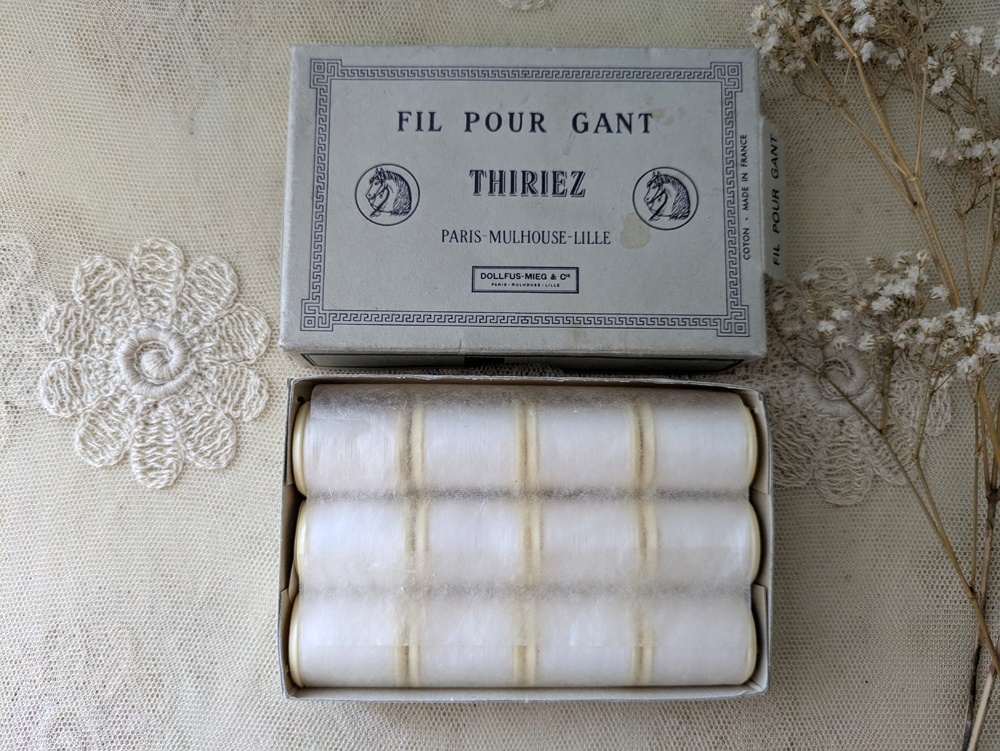 FIL POUR GANT
THIRIEZ
PARIS-MULHOUSE-LILLE
DOLLFUS-MIEG & Cie
PARIS-MULHOUSE-LILLE
COTON - MADE IN FRANCE
FIL POUR GANT